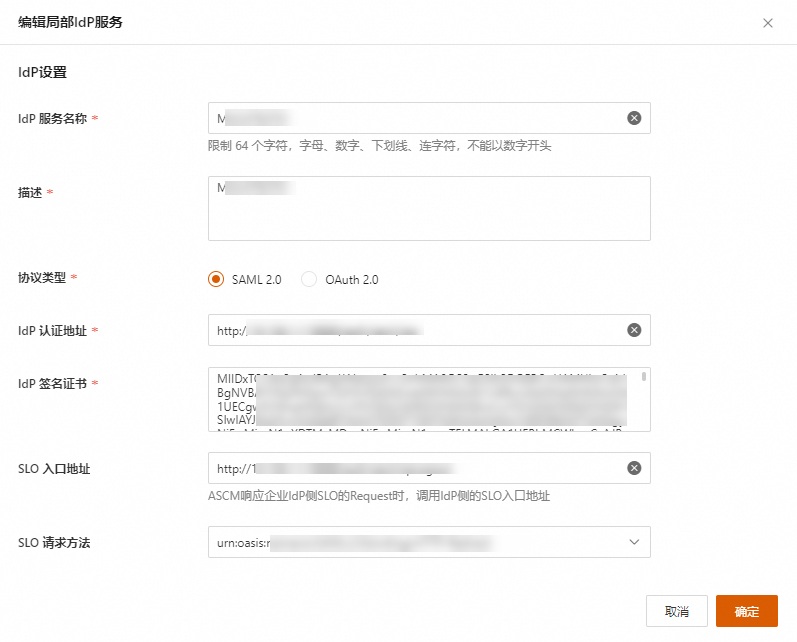 编辑局部IdP服务
IdP设置
IdP 服务名称 *
M
限制 64 个字符，字母、数字、下划线、连字符，不能以数字开头
描述 *
M
协议类型 *
SAML 2.0
OAuth 2.0
IdP 认证地址 *
http:/
IdP 签名证书 *
MIIDxT
BgNVBA
1UECgw
SIwIAYJ
SLO 入口地址
http://1
ASCM响应企业IdP侧SLO的Request时，调用IdP侧的SLO入口地址
SLO 请求方法
urn:oasis:
取消
确定